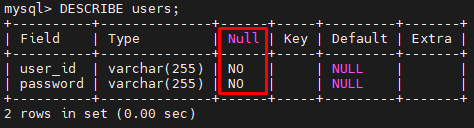 mysql> DESCRIBE users;
+----------+--------------+------+-----+---------+-------+
| Field    | Type         | Null | Key | Default | Extra |
+----------+--------------+------+-----+---------+-------+
| user_id  | varchar(255) | NO   |     | NULL    |       |
| password | varchar(255) | NO   |     | NULL    |       |
+----------+--------------+------+-----+---------+-------+
2 rows in set (0.00 sec)